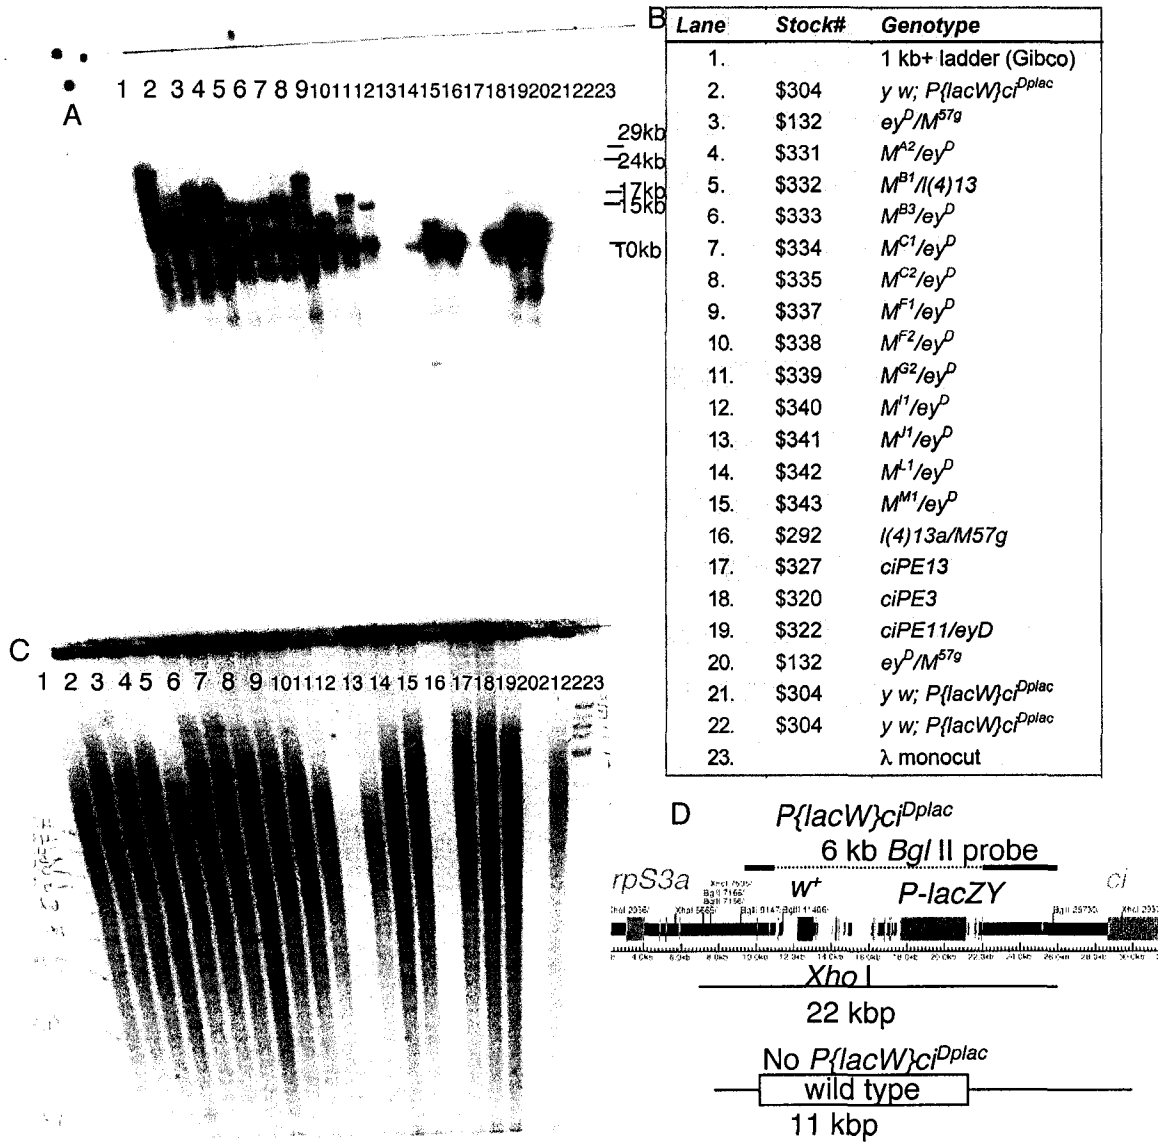 A
1 2 3 4 5 6 7 8 9 10 11 12 13 14 15 16 17 18 19 20 21 22 23
29kb
24kb
17kb
15kb
10kb
B
Lane Stock# Genotype
1. 1 kb+ ladder (Gibco)
2. $304 y w; P{lacW}ci^Dplac
3. $132 ey^D/M^57g
4. $331 M^A2/ey^D
5. $332 M^B1/l(4)13
6. $333 M^B3/ey^D
7. $334 M^C1/ey^D
8. $335 M^C2/ey^D
9. $337 M^F1/ey^D
10. $338 M^F2/ey^D
11. $339 M^G2/ey^D
12. $340 M^I1/ey^D
13. $341 M^J1/ey^D
14. $342 M^L1/ey^D
15. $343 M^M1/ey^D
16. $292 l(4)13a/M57g
17. $327 ciPE13
18. $320 ciPE3
19. $322 ciPE11/eyD
20. $132 ey^D/M^57g
21. $304 y w; P{lacW}ci^Dplac
22. $304 y w; P{lacW}ci^Dplac
23. λ monocut
C
1 2 3 4 5 6 7 8 9 10 11 12 13 14 15 16 17 18 19 20 21 22 23
D
P{lacW}ci^Dplac
6 kb Bgl II probe
rpS3a w+ P-lacZY ci
Xho I
22 kbp
No P{lacW}ci^Dplac
wild type
11 kbp